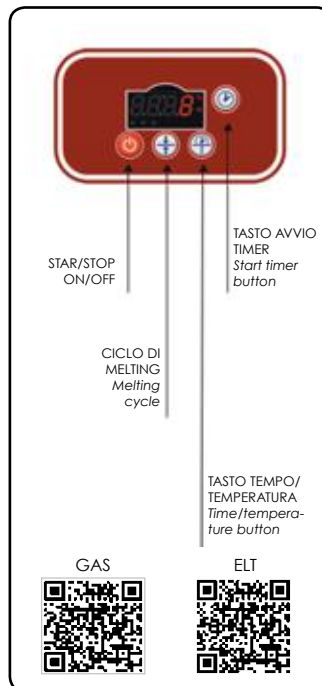 8
STAR/STOP
ON/OFF
TASTO AVVIO
TIMER
Start timer
button
CICLO DI
MELTING
Melting
cycle
TASTO TEMPO/
TEMPERATURA
Time/tempera-
ture button
GAS
ELT